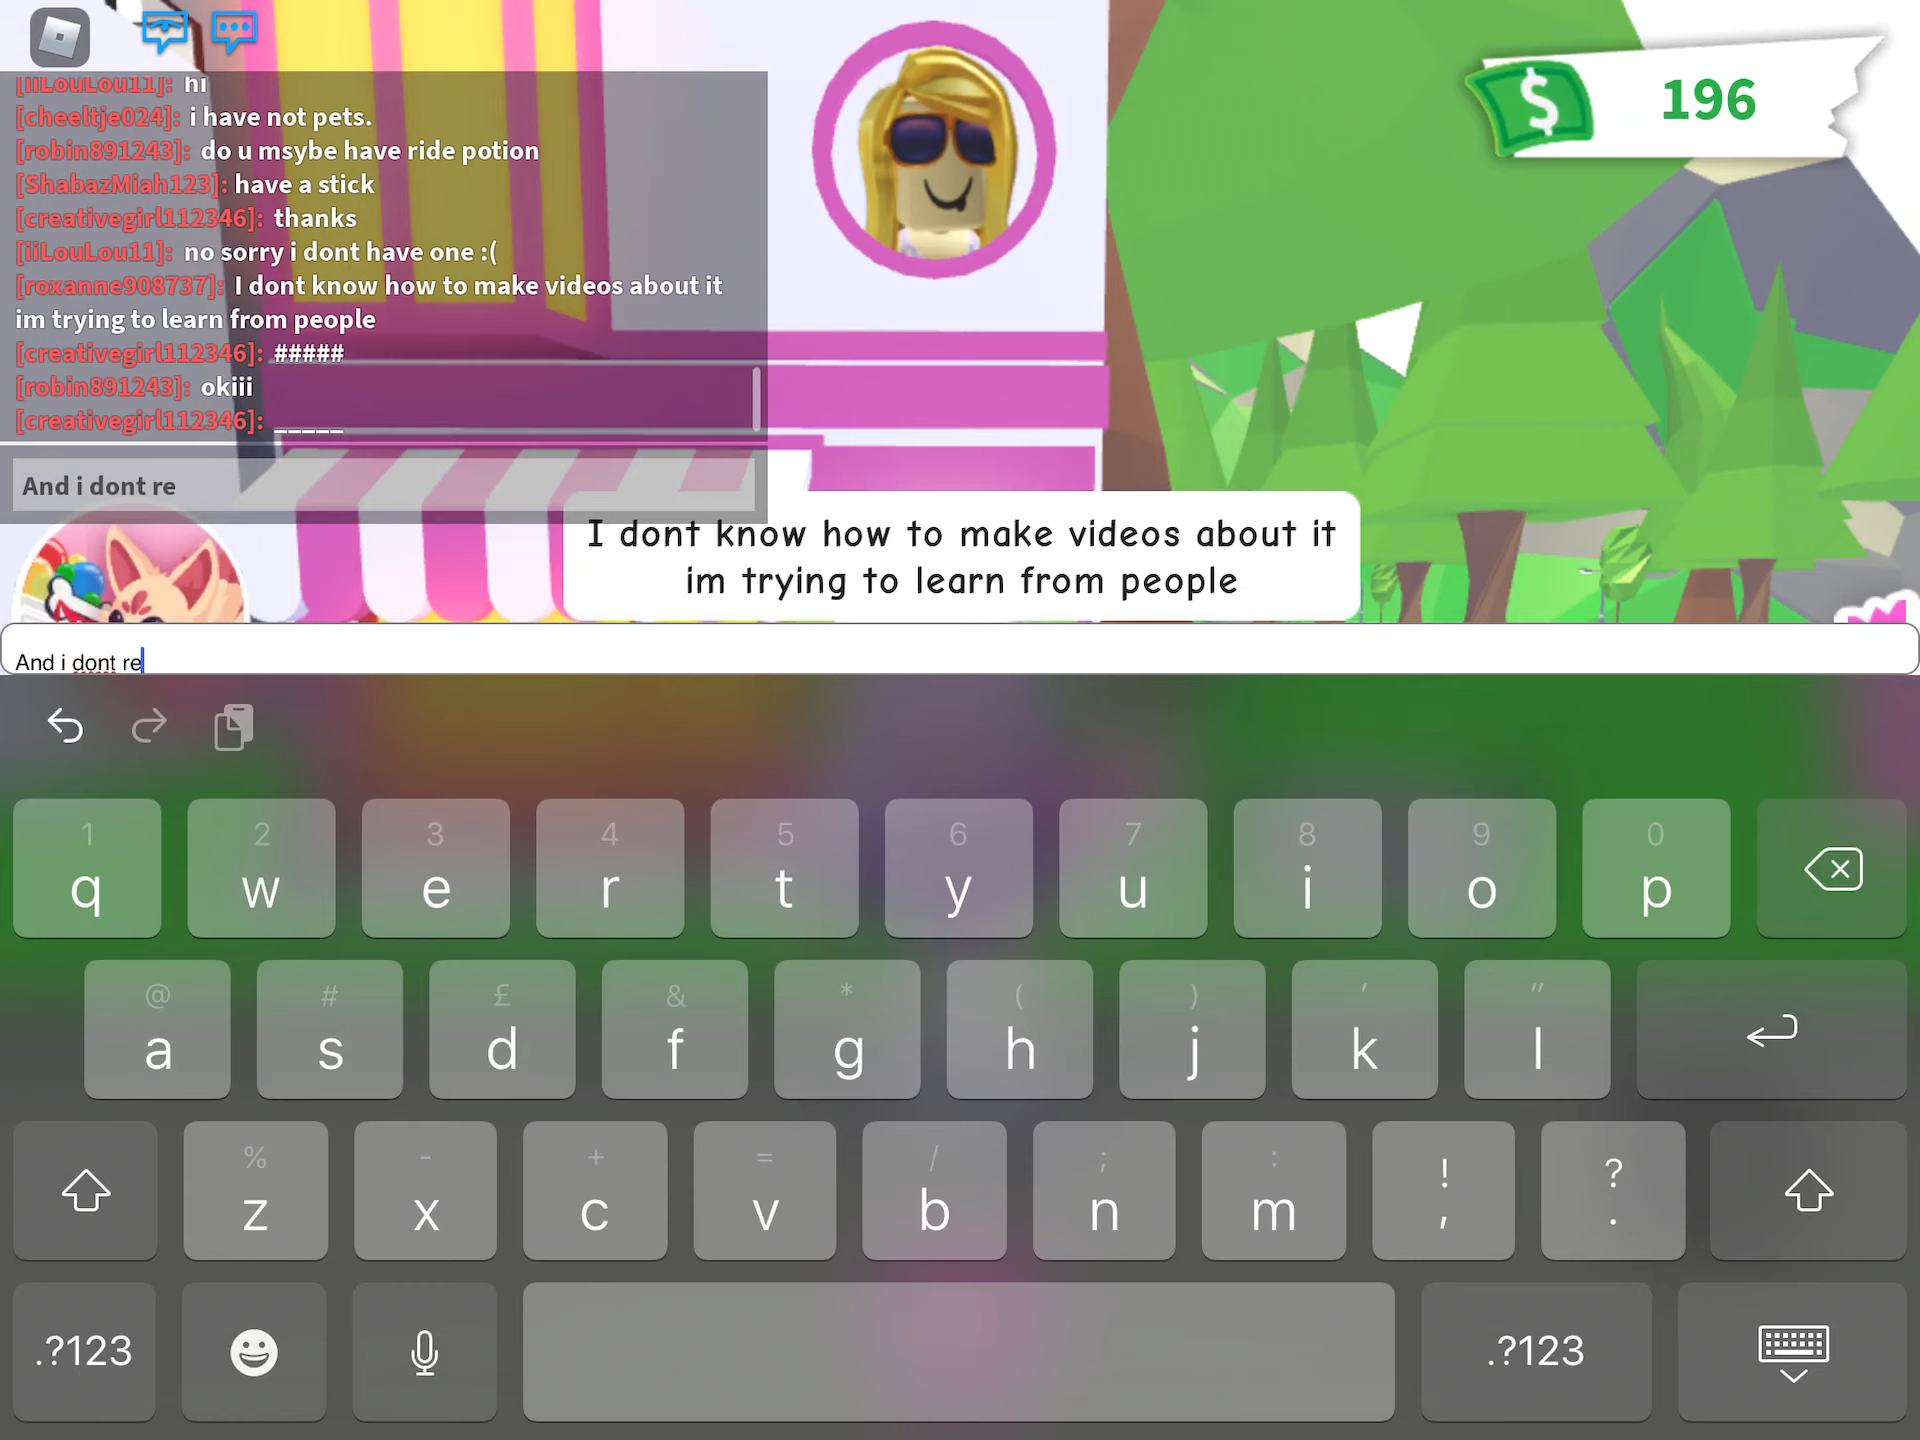 [iiLouLou11]: hi
[cheeltje024]: i have not pets.
[robin891243]: do u msybe have ride potion
[ShabazMiah123]: have a stick
[creativegirl112346]: thanks
[iiLouLou11]: no sorry i dont have one :(
[roxanne908737]: I dont know how to make videos about it
im trying to learn from people
[creativegirl112346]: #####
[robin891243]: okiii
[creativegirl112346]: _____
And i dont re
196
I dont know how to make videos about it
im trying to learn from people
And i dont re
1 2 3 4 5 6 7 8 9 0
q w e r t y u i o p
@ # £ & * ( ) ' "
a s d f g h j k l
% - + = / ; : ! ?
z x c v b n m , .
.?123 .?123